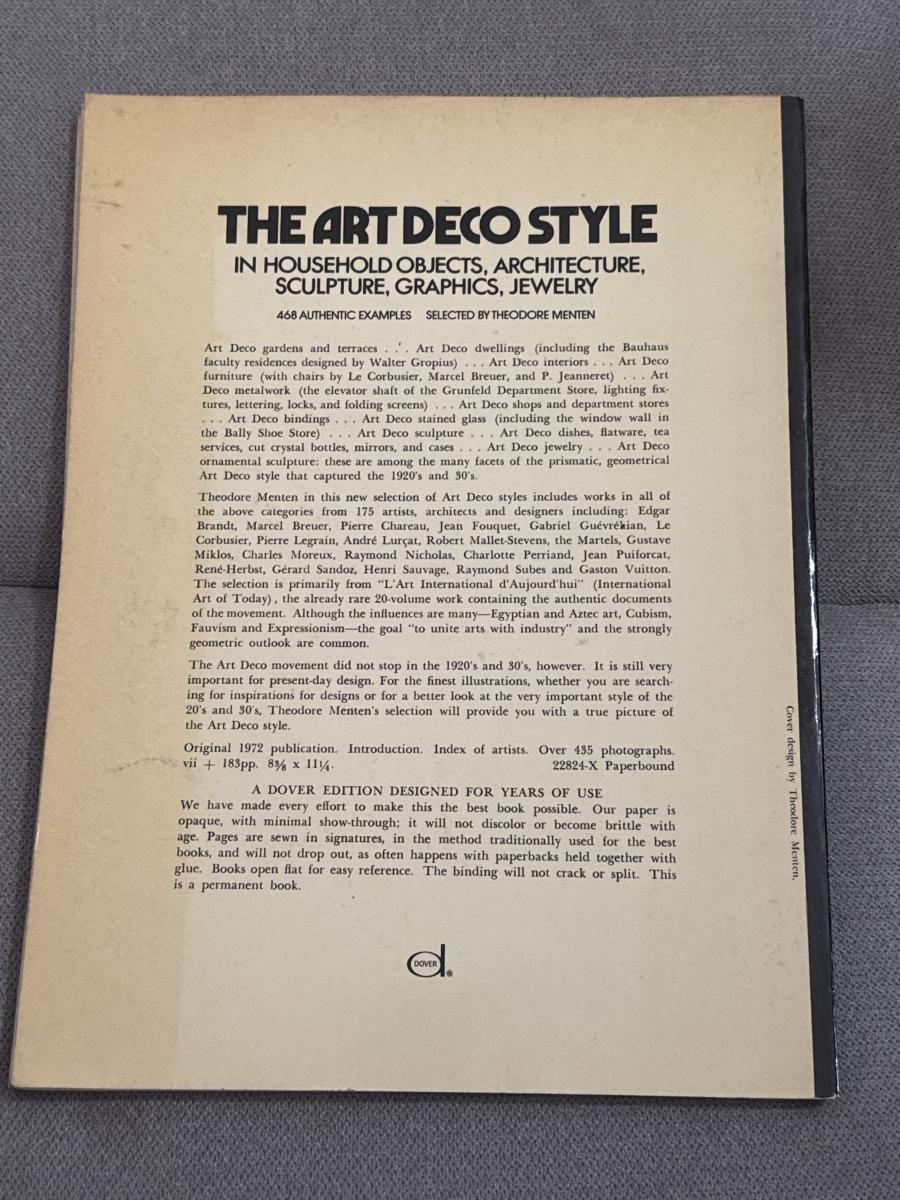 THE ART DECO STYLE
IN HOUSEHOLD OBJECTS, ARCHITECTURE,
SCULPTURE, GRAPHICS, JEWELRY
468 AUTHENTIC EXAMPLES SELECTED BY THEODORE MENTEN
Art Deco gardens and terraces . . . Art Deco dwellings (including the Bauhaus
faculty residences designed by Walter Gropius) . . . Art Deco interiors . . . Art Deco
furniture (with chairs by Le Corbusier, Marcel Breuer, and P. Jeanneret) . . . Art
Deco metalwork (the elevator shaft of the Grunfeld Department Store, lighting fix-
tures, lettering, locks, and folding screens) . . . Art Deco shops and department stores
. . . Art Deco bindings . . . Art Deco stained glass (including the window wall in
the Bally Shoe Store) . . . Art Deco sculpture . . . Art Deco dishes, flatware, tea
services, cut crystal bottles, mirrors, and cases . . . Art Deco jewelry . . . Art Deco
ornamental sculpture: these are among the many facets of the prismatic, geometrical
Art Deco style that captured the 1920's and 30's.
Theodore Menten in this new selection of Art Deco styles includes works in all of
the above categories from 175 artists, architects and designers including: Edgar
Brandt, Marcel Breuer, Pierre Chareau, Jean Fouquet, Gabriel Guévrékian, Le
Corbusier, Pierre Legrain, André Lurçat, Robert Mallet-Stevens, the Martels, Gustave
Miklos, Charles Moreux, Raymond Nicholas, Charlotte Perriand, Jean Puiforcat,
René-Herbst, Gérard Sandoz, Henri Sauvage, Raymond Subes and Gaston Vuitton.
The selection is primarily from "L'Art International d'Aujourd'hui" (International
Art of Today), the already rare 20-volume work containing the authentic documents
of the movement. Although the influences are many—Egyptian and Aztec art, Cubism,
Fauvism and Expressionism—the goal "to unite arts with industry" and the strongly
geometric outlook are common.
The Art Deco movement did not stop in the 1920's and 30's, however. It is still very
important for present-day design. For the finest illustrations, whether you are search-
ing for inspirations for designs or for a better look at the very important style of the
20's and 30's, Theodore Menten's selection will provide you with a true picture of
the Art Deco style.
Original 1972 publication. Introduction. Index of artists. Over 435 photographs.
vii + 183pp. 8⅜ x 11¼. 22824-X Paperbound
A DOVER EDITION DESIGNED FOR YEARS OF USE
We have made every effort to make this the best book possible. Our paper is
opaque, with minimal show-through; it will not discolor or become brittle with
age. Pages are sewn in signatures, in the method traditionally used for the best
books, and will not drop out, as often happens with paperbacks held together with
glue. Books open flat for easy reference. The binding will not crack or split. This
is a permanent book.
DOVER ®
Cover design by Theodore Menten.